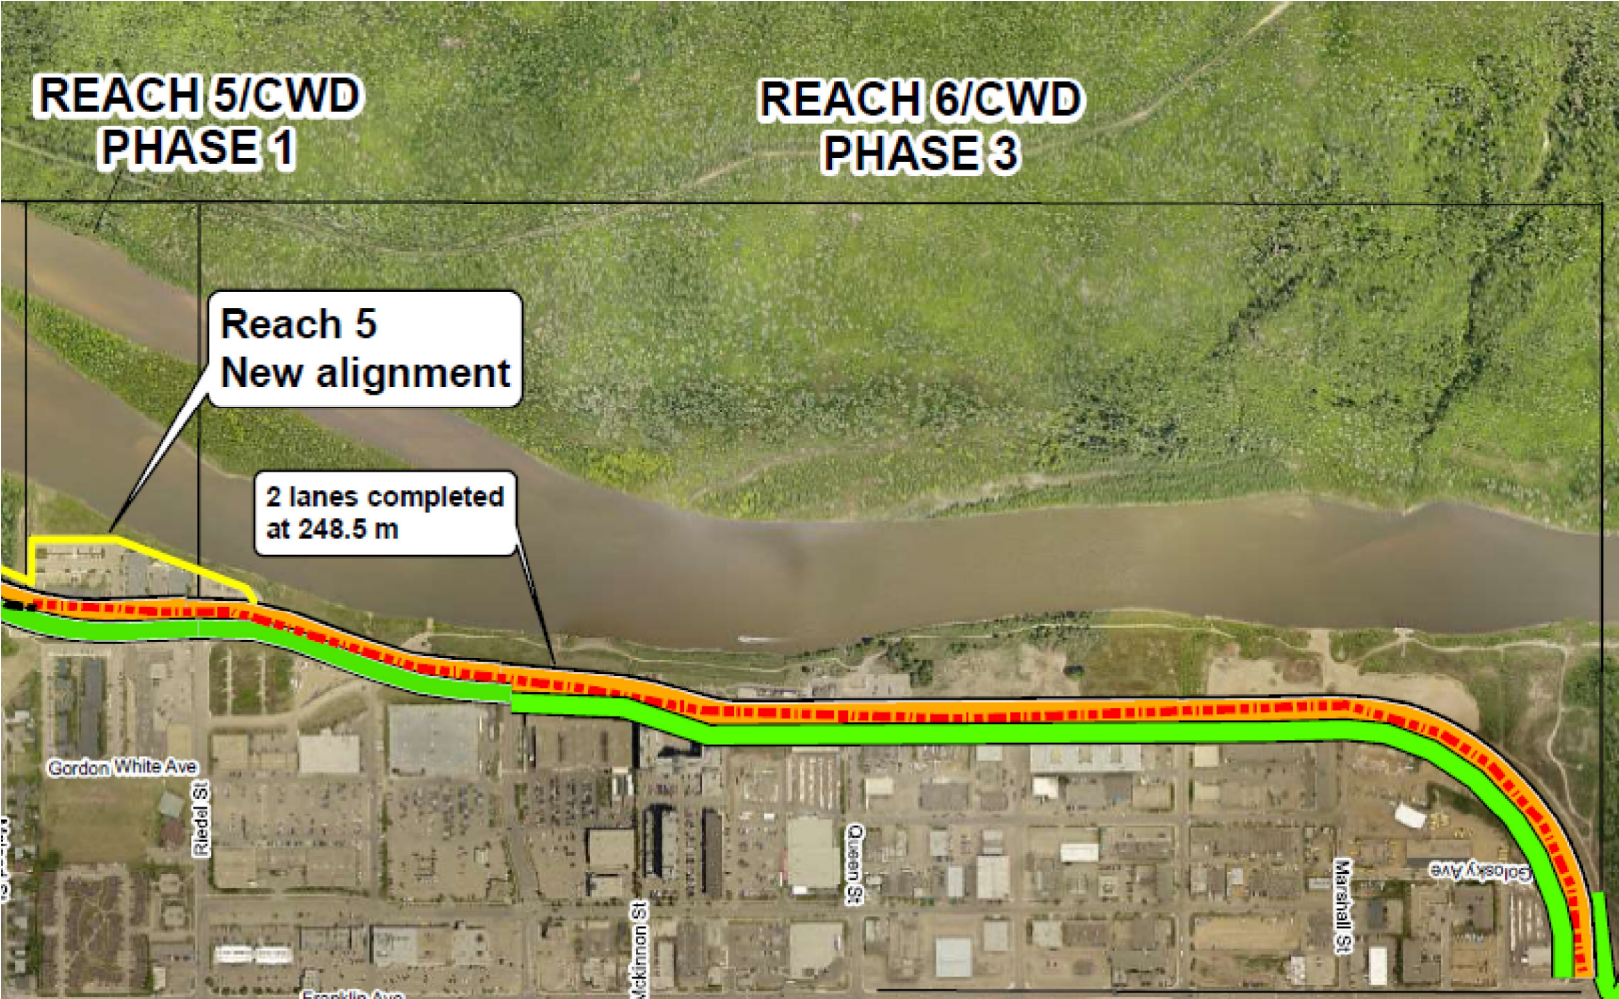 REACH 5/CWD
PHASE 1
REACH 6/CWD
PHASE 3
Reach 5
New alignment
2 lanes completed
at 248.5 m
Gordon White Ave
Riedel St
Queen St
Mckinnon St
Marshall St
Golosky Ave
Franklin Ave